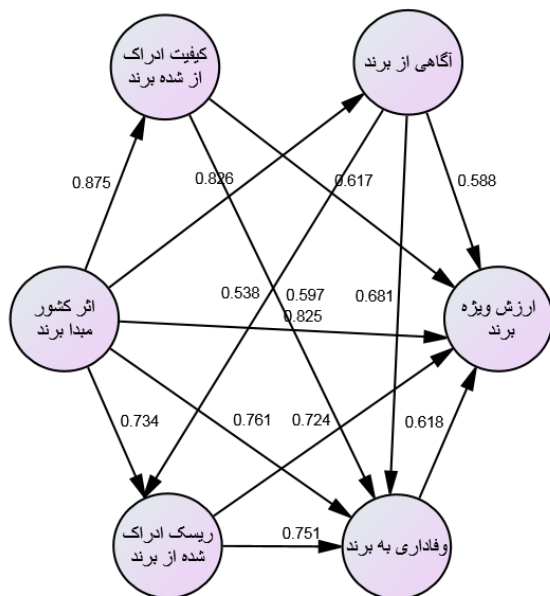 کیفیت ادراک
از شده برند
آگاهی از برند
0.875
0.826
0.617
0.588
اثر کشور
مبدا برند
0.538
0.597
0.681
0.825
ارزش ویژه
برند
0.734
0.761
0.724
0.618
ریسک ادراک
شده از برند
0.751
وفاداری به برند